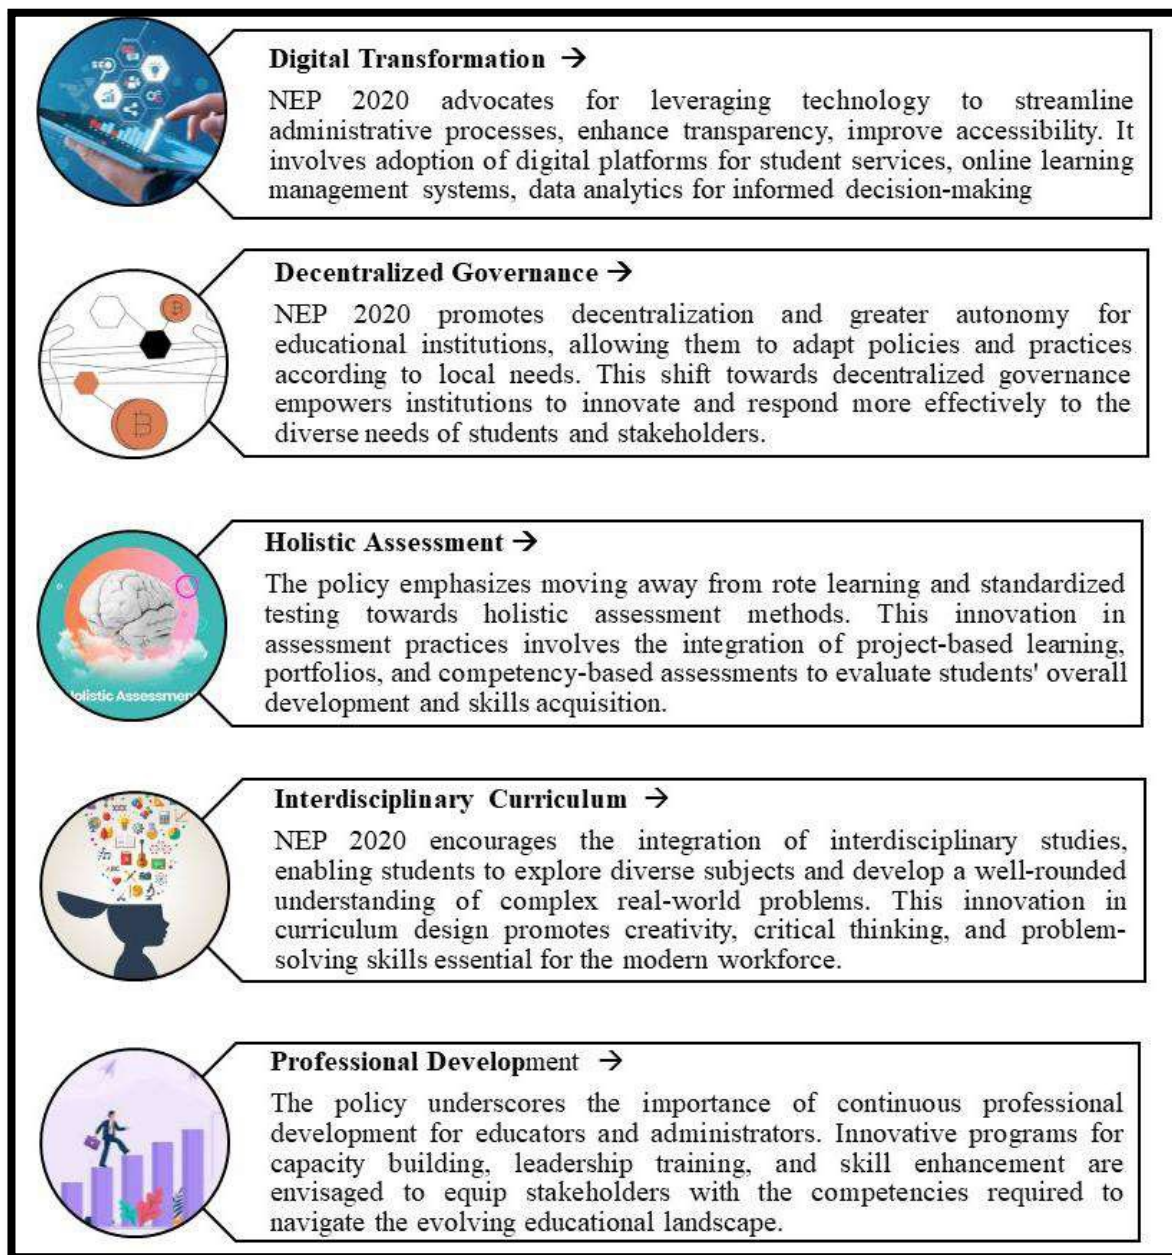 Digital Transformation →
NEP 2020 advocates for leveraging technology to streamline
administrative processes, enhance transparency, improve accessibility. It
involves adoption of digital platforms for student services, online learning
management systems, data analytics for informed decision-making
Decentralized Governance →
NEP 2020 promotes decentralization and greater autonomy for
educational institutions, allowing them to adapt policies and practices
according to local needs. This shift towards decentralized governance
empowers institutions to innovate and respond more effectively to the
diverse needs of students and stakeholders.
Holistic Assessment →
The policy emphasizes moving away from rote learning and standardized
testing towards holistic assessment methods. This innovation in
assessment practices involves the integration of project-based learning,
portfolios, and competency-based assessments to evaluate students' overall
development and skills acquisition.
Interdisciplinary Curriculum →
NEP 2020 encourages the integration of interdisciplinary studies,
enabling students to explore diverse subjects and develop a well-rounded
understanding of complex real-world problems. This innovation in
curriculum design promotes creativity, critical thinking, and problem-
solving skills essential for the modern workforce.
Professional Development →
The policy underscores the importance of continuous professional
development for educators and administrators. Innovative programs for
capacity building, leadership training, and skill enhancement are
envisaged to equip stakeholders with the competencies required to
navigate the evolving educational landscape.